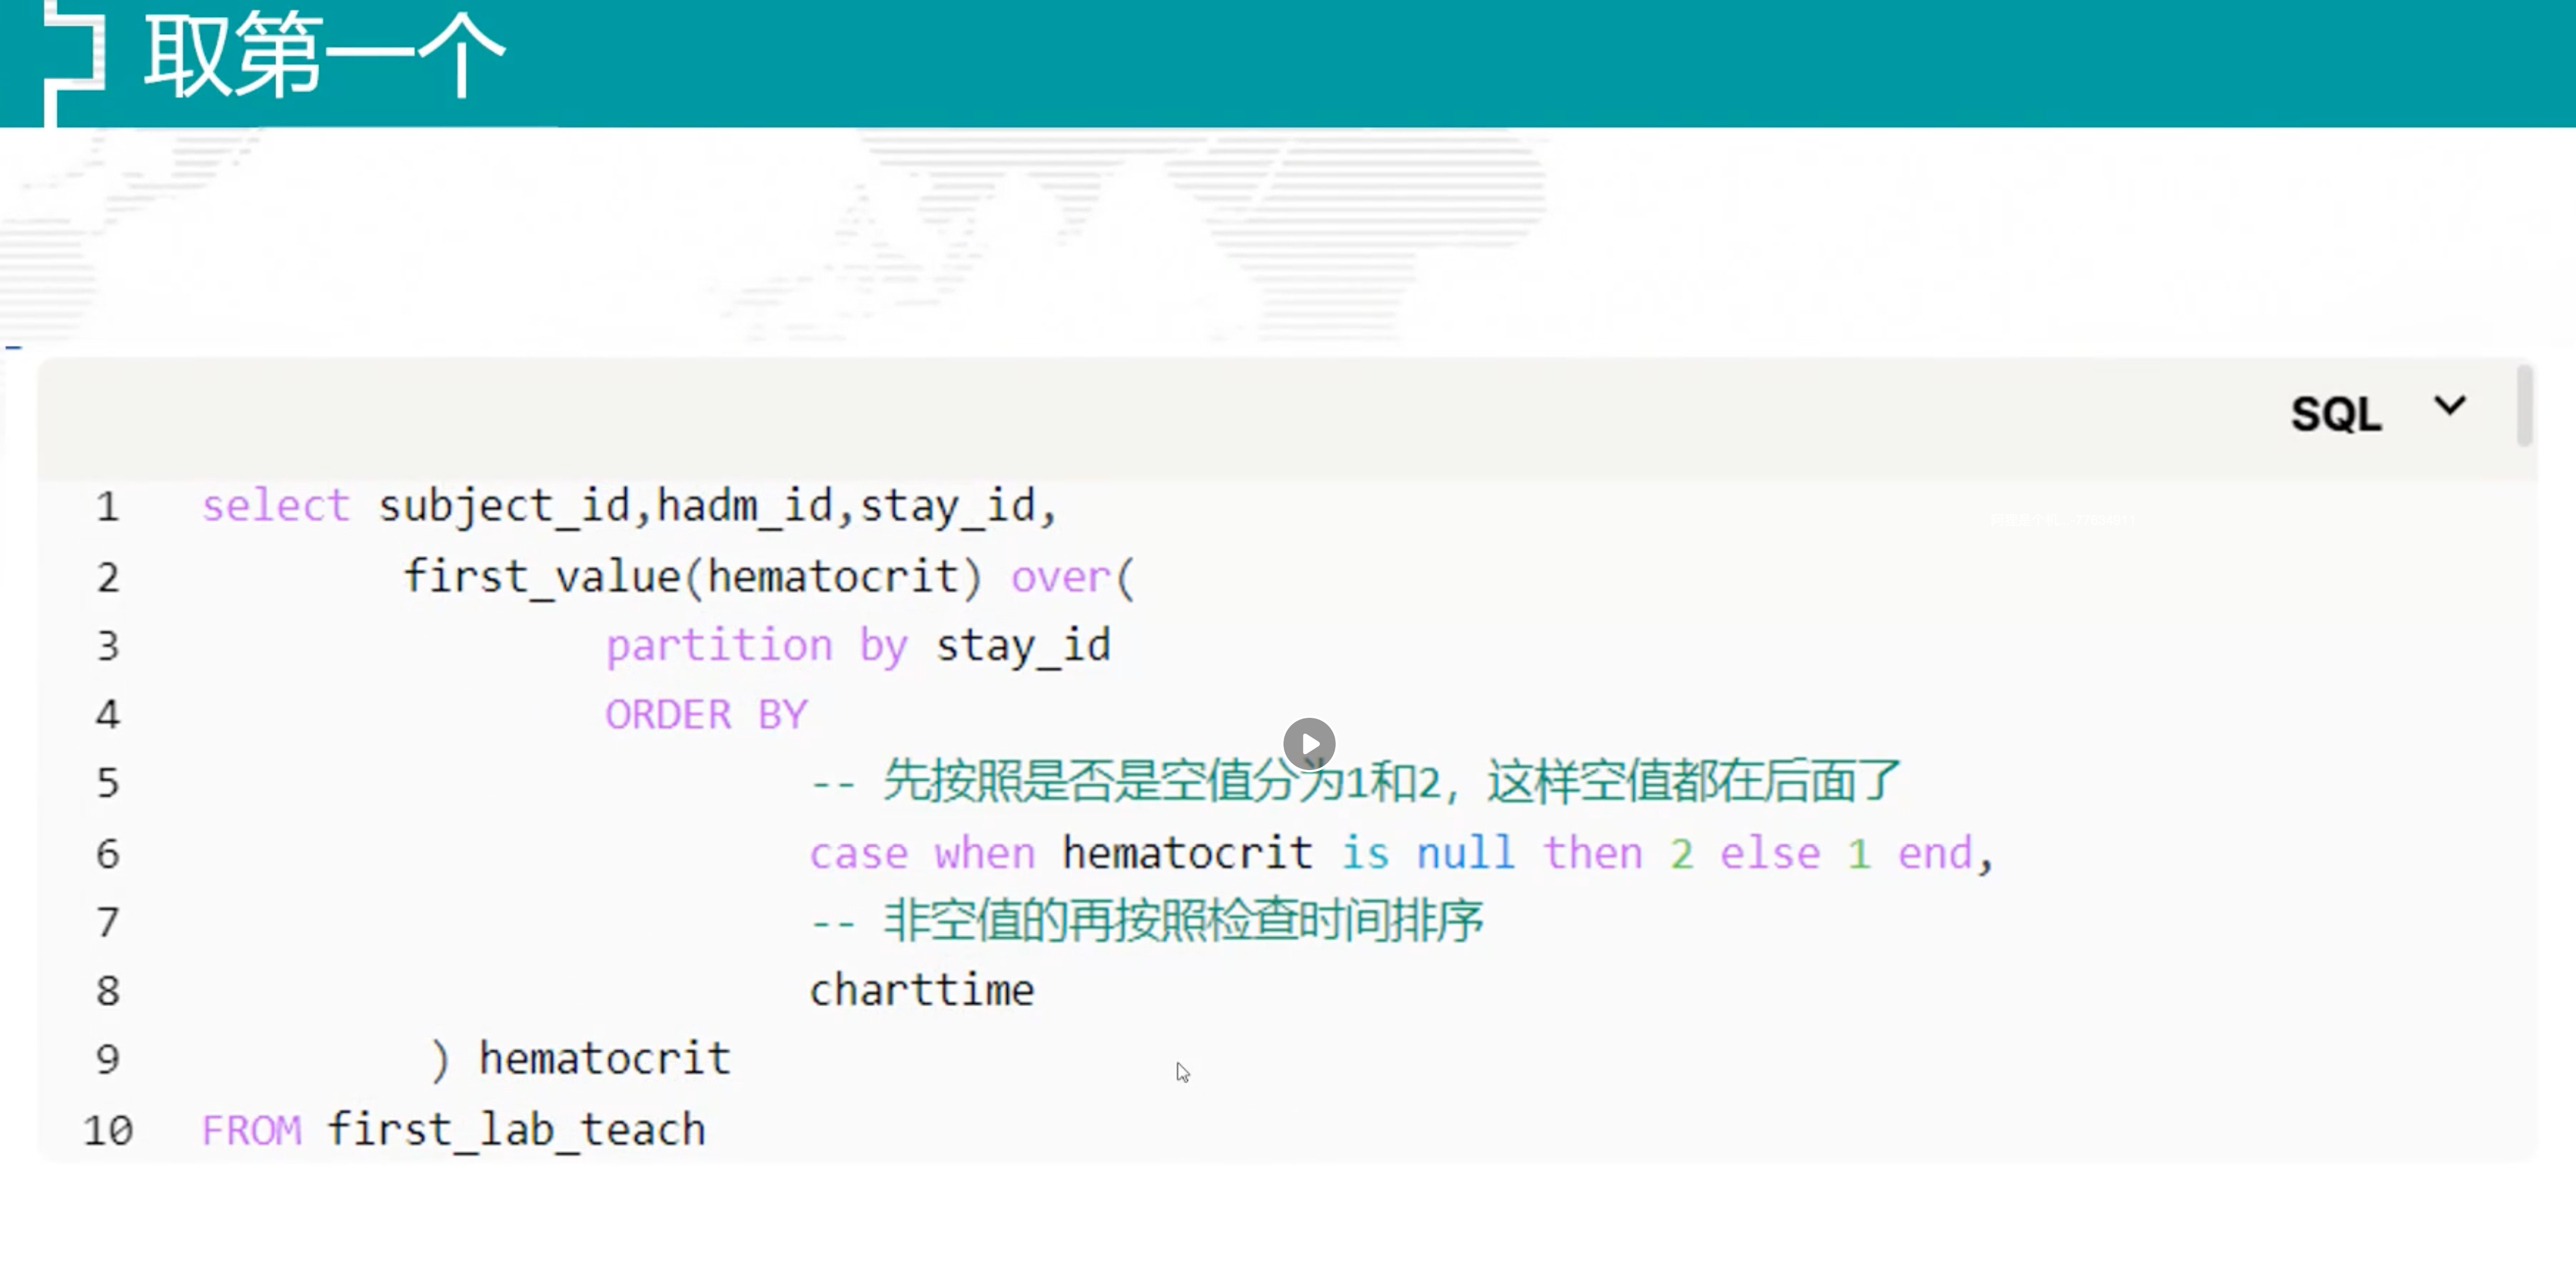 取第一个
SQL
1 select subject_id,hadm_id,stay_id,
2 first_value(hematocrit) over(
3 partition by stay_id
4 ORDER BY
5 -- 先按照是否是空值分为1和2，这样空值都在后面了
6 case when hematocrit is null then 2 else 1 end,
7 -- 非空值的再按照检查时间排序
8 charttime
9 ) hematocrit
10 FROM first_lab_teach